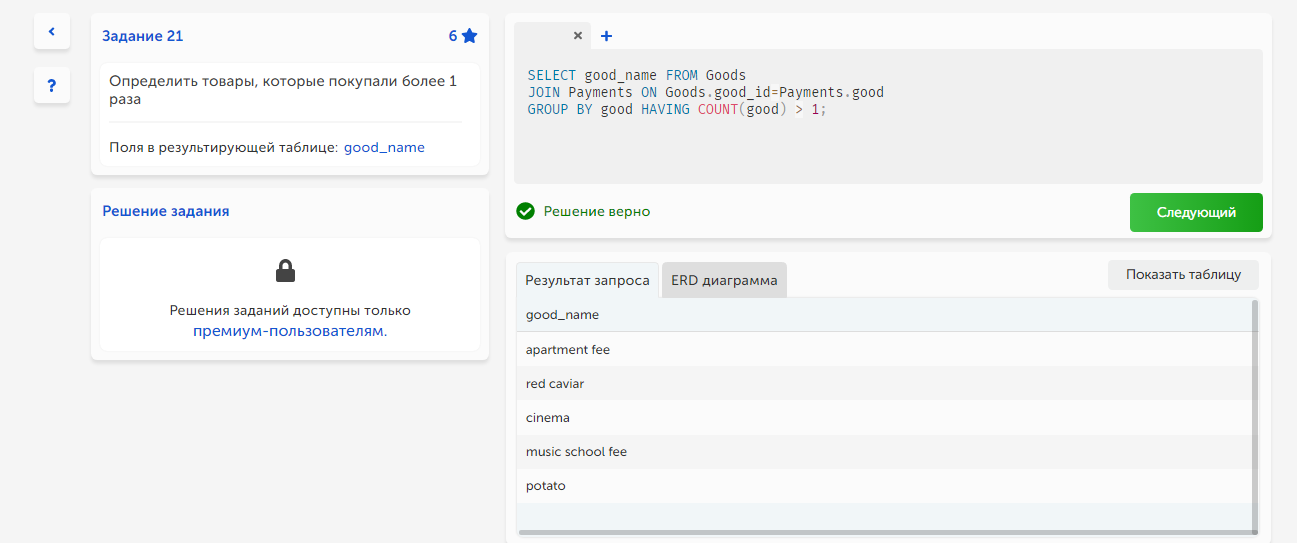 Задание 21
6
Определить товары, которые покупали более 1
раза
Поля в результирующей таблице: good_name
Решение задания
Решения заданий доступны только
премиум-пользователям.
SELECT good_name FROM Goods
JOIN Payments ON Goods.good_id=Payments.good
GROUP BY good HAVING COUNT(good) > 1;
Решение верно
Следующий
Результат запроса
ERD диаграмма
Показать таблицу
good_name
apartment fee
red caviar
cinema
music school fee
potato